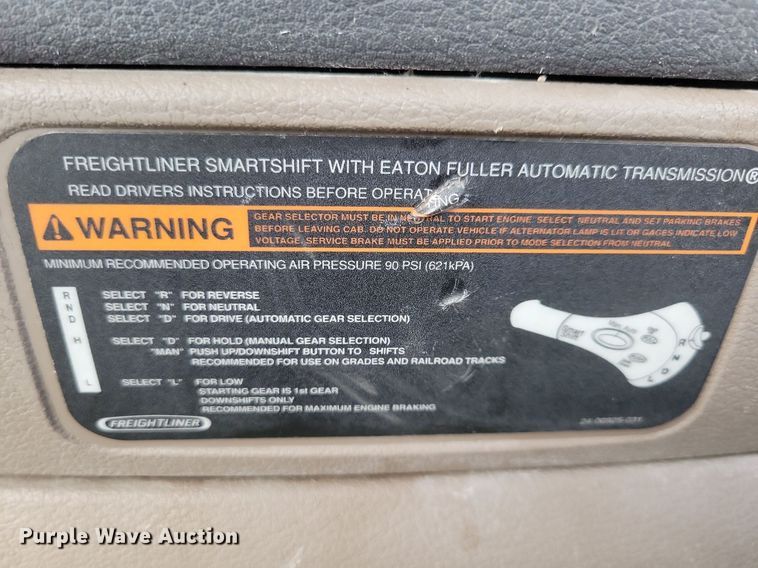 FREIGHTLINER SMARTSHIFT WITH EATON FULLER AUTOMATIC TRANSMISSION®
READ DRIVERS INSTRUCTIONS BEFORE OPERATING
WARNING
GEAR SELECTOR MUST BE IN NEUTRAL TO START ENGINE. SELECT NEUTRAL AND SET PARKING BRAKES
BEFORE LEAVING CAB. DO NOT OPERATE VEHICLE IF ALTERNATOR LAMP IS LIT OR GAGES INDICATE LOW
VOLTAGE. SERVICE BRAKE MUST BE APPLIED PRIOR TO MODE SELECTION FROM NEUTRAL.
MINIMUM RECOMMENDED OPERATING AIR PRESSURE 90 PSI (621kPA)
R SELECT "R" FOR REVERSE
N SELECT "N" FOR NEUTRAL
D SELECT "D" FOR DRIVE (AUTOMATIC GEAR SELECTION)
H SELECT "D" FOR HOLD (MANUAL GEAR SELECTION)
"MAN" PUSH UP/DOWNSHIFT BUTTON TO SHIFTS
RECOMMENDED FOR USE ON GRADES AND RAILROAD TRACKS
L SELECT "L" FOR LOW
STARTING GEAR IS 1st GEAR
DOWNSHIFTS ONLY
RECOMMENDED FOR MAXIMUM ENGINE BRAKING
R
N
D
L
FREIGHTLINER
Purple Wave Auction